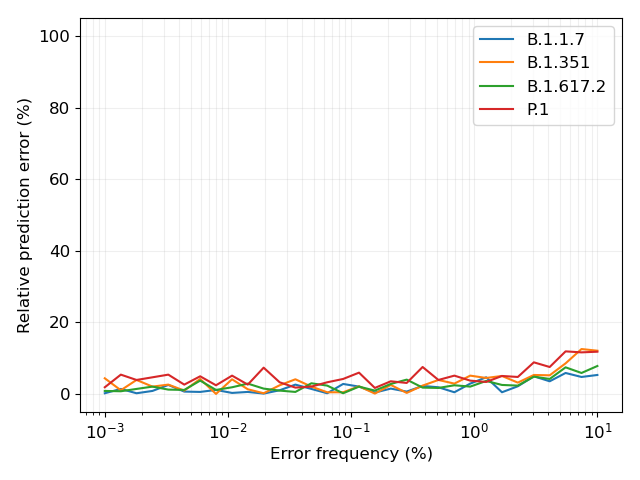 B.1.1.7
B.1.351
B.1.617.2
P.1
Relative prediction error (%)
100
80
60
40
20
0
10⁻³
10⁻²
10⁻¹
10⁰
10¹
Error frequency (%)